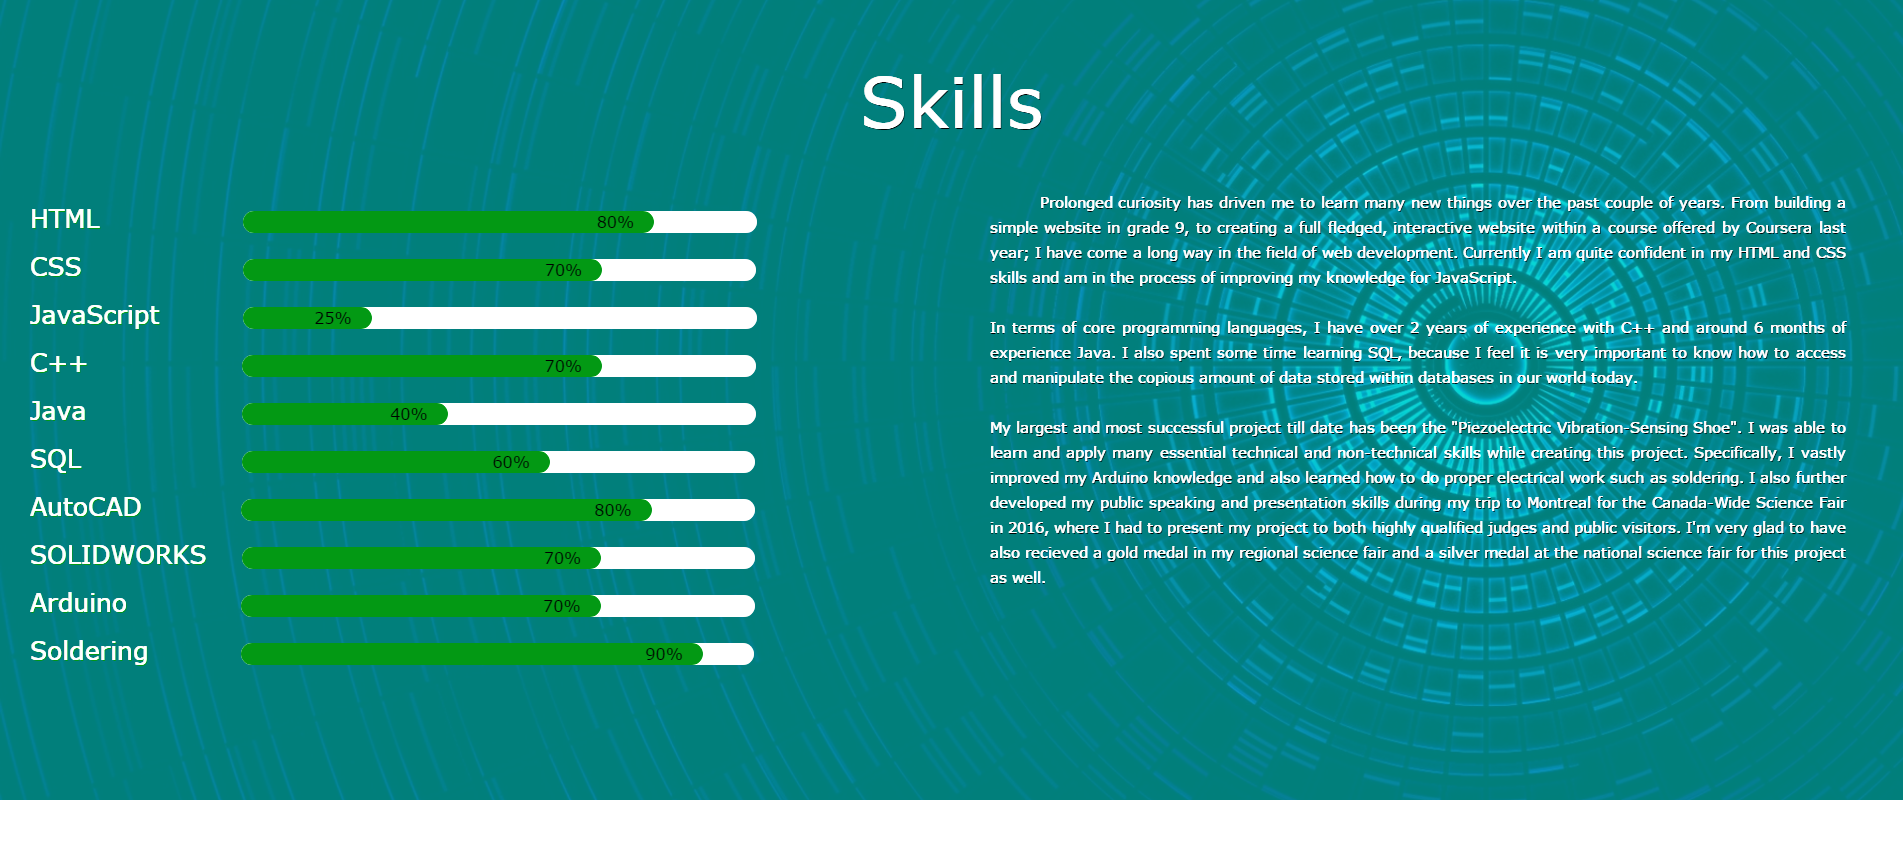 Skills
HTML 80%
CSS 70%
JavaScript 25%
C++ 70%
Java 40%
SQL 60%
AutoCAD 80%
SOLIDWORKS 70%
Arduino 70%
Soldering 90%
Prolonged curiosity has driven me to learn many new things over the past couple of years. From building a
simple website in grade 9, to creating a full fledged, interactive website within a course offered by Coursera last
year; I have come a long way in the field of web development. Currently I am quite confident in my HTML and CSS
skills and am in the process of improving my knowledge for JavaScript.
In terms of core programming languages, I have over 2 years of experience with C++ and around 6 months of
experience Java. I also spent some time learning SQL, because I feel it is very important to know how to access
and manipulate the copious amount of data stored within databases in our world today.
My largest and most successful project till date has been the "Piezoelectric Vibration-Sensing Shoe". I was able to
learn and apply many essential technical and non-technical skills while creating this project. Specifically, I vastly
improved my Arduino knowledge and also learned how to do proper electrical work such as soldering. I also further
developed my public speaking and presentation skills during my trip to Montreal for the Canada-Wide Science Fair
in 2016, where I had to present my project to both highly qualified judges and public visitors. I'm very glad to have
also recieved a gold medal in my regional science fair and a silver medal at the national science fair for this project
as well.